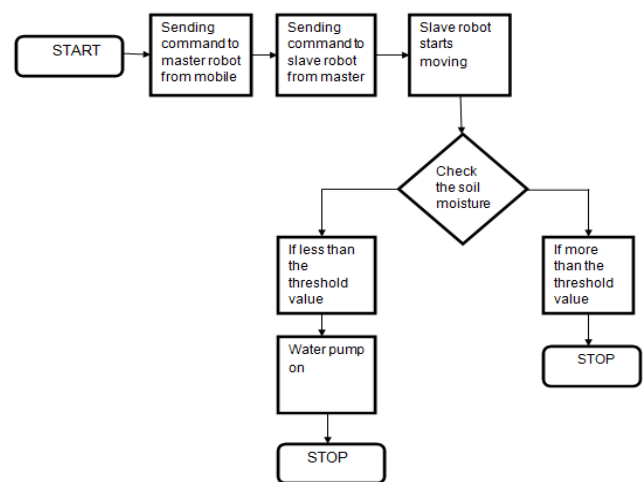 START
Sending
command to
master robot
from mobile
Sending
command to
slave robot
from master
Slave robot
starts
moving
Check
the soil
moisture
If less than
the
threshold
value
If more
than the
threshold
value
Water pump
on
STOP
STOP